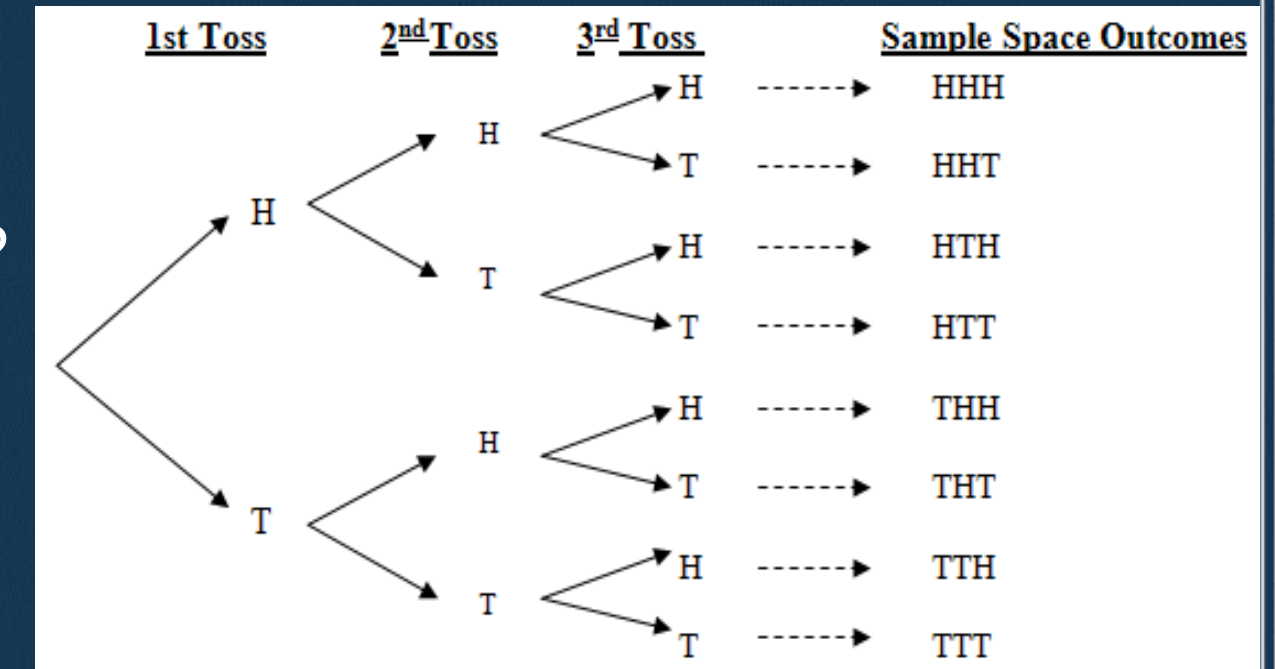 1st Toss 2nd Toss 3rd Toss Sample Space Outcomes
H HHH
H
T HHT
H
H HTH
T
T HTT
H THH
H
T THT
T
H TTH
T
T TTT